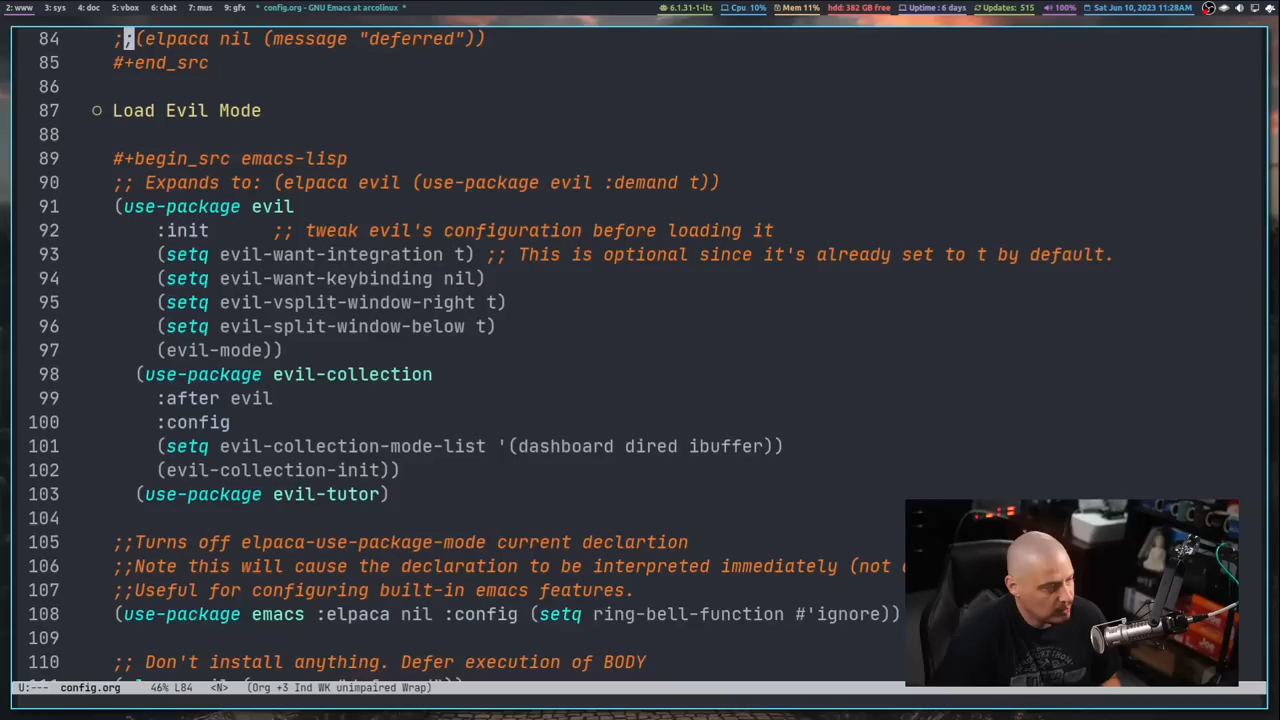 2: www 3: sys 4: doc 5: vbox 6: chat 7: mus 9: gfx * config.org - GNU Emacs at arcolinux * 6.1.31-1-lts Cpu 10% Mem 11% hdd: 382 GB free Uptime : 6 days Updates: 515 100% Sat Jun 10, 2023 11:28AM
84 ;;(elpaca nil (message "deferred"))
85 #+end_src
86
87 ○ Load Evil Mode
88
89 #+begin_src emacs-lisp
90 ;; Expands to: (elpaca evil (use-package evil :demand t))
91 (use-package evil
92 :init ;; tweak evil's configuration before loading it
93 (setq evil-want-integration t) ;; This is optional since it's already set to t by default.
94 (setq evil-want-keybinding nil)
95 (setq evil-vsplit-window-right t)
96 (setq evil-split-window-below t)
97 (evil-mode))
98 (use-package evil-collection
99 :after evil
100 :config
101 (setq evil-collection-mode-list '(dashboard dired ibuffer))
102 (evil-collection-init))
103 (use-package evil-tutor)
104
105 ;;Turns off elpaca-use-package-mode current declartion
106 ;;Note this will cause the declaration to be interpreted immediately (not
107 ;;Useful for configuring built-in emacs features.
108 (use-package emacs :elpaca nil :config (setq ring-bell-function #'ignore))
109
110 ;; Don't install anything. Defer execution of BODY
U:--- config.org 46% L84 <N> (Org +3 Ind WK unimpaired Wrap)